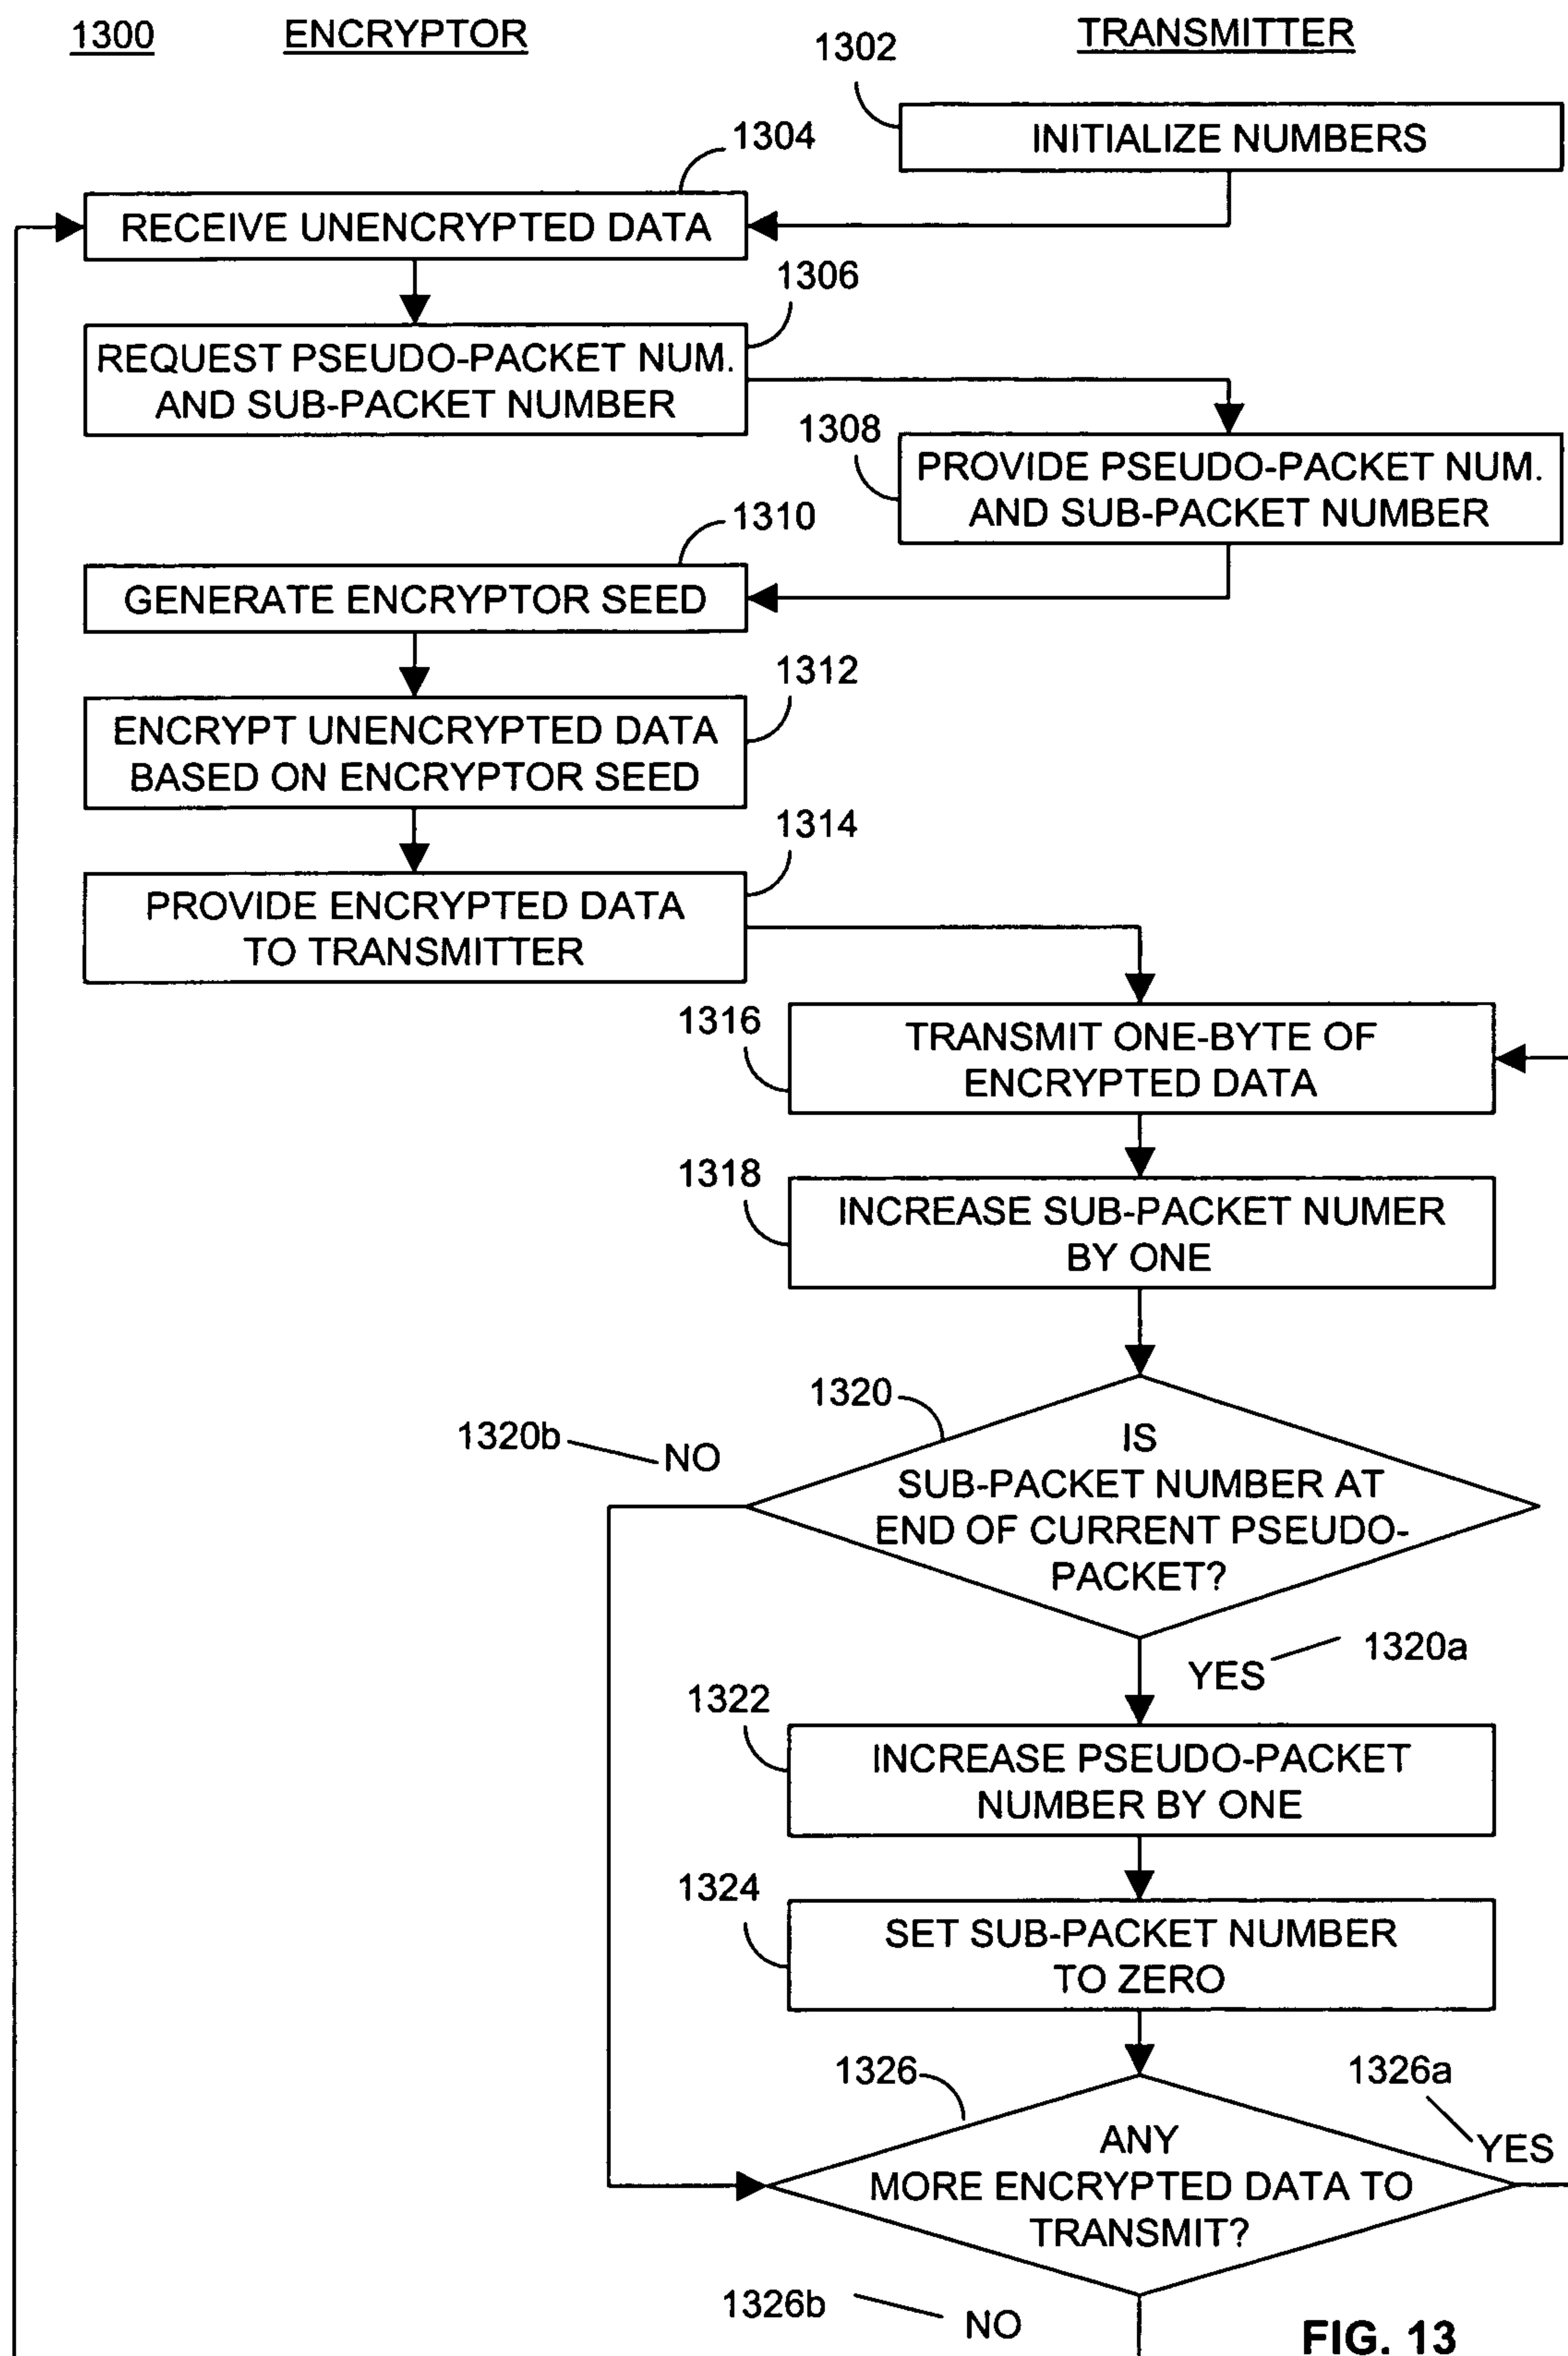 1300
ENCRYPTOR
TRANSMITTER
1302
INITIALIZE NUMBERS
1304
RECEIVE UNENCRYPTED DATA
1306
REQUEST PSEUDO-PACKET NUM.
AND SUB-PACKET NUMBER
1308
PROVIDE PSEUDO-PACKET NUM.
AND SUB-PACKET NUMBER
1310
GENERATE ENCRYPTOR SEED
1312
ENCRYPT UNENCRYPTED DATA
BASED ON ENCRYPTOR SEED
1314
PROVIDE ENCRYPTED DATA
TO TRANSMITTER
1316
TRANSMIT ONE-BYTE OF
ENCRYPTED DATA
1318
INCREASE SUB-PACKET NUMER
BY ONE
1320
1320b
NO
IS
SUB-PACKET NUMBER AT
END OF CURRENT PSEUDO-
PACKET?
1320a
YES
1322
INCREASE PSEUDO-PACKET
NUMBER BY ONE
1324
SET SUB-PACKET NUMBER
TO ZERO
1326
1326a
YES
ANY
MORE ENCRYPTED DATA TO
TRANSMIT?
1326b
NO
FIG. 13